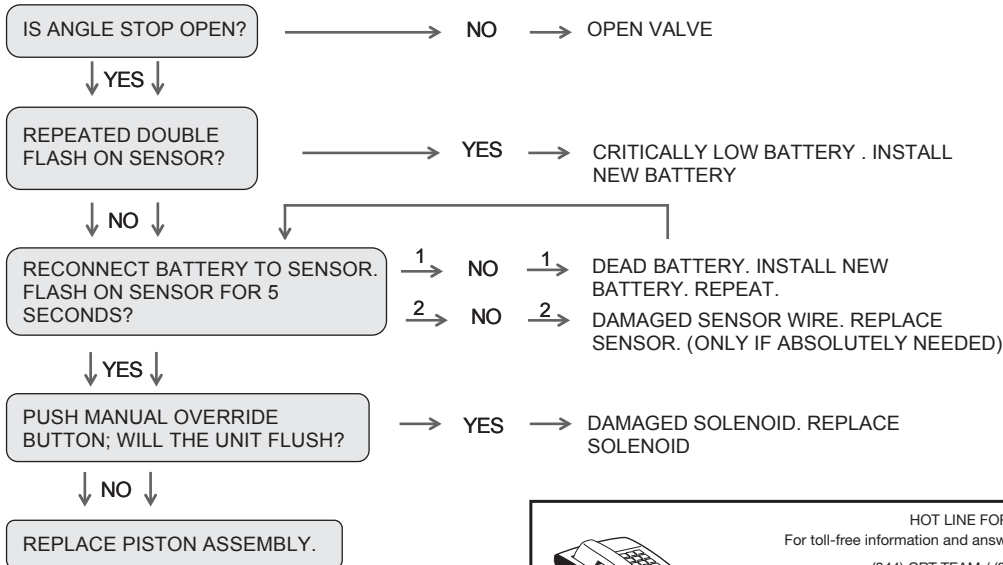 IS ANGLE STOP OPEN?
NO
OPEN VALVE
YES
REPEATED DOUBLE
FLASH ON SENSOR?
YES
CRITICALLY LOW BATTERY . INSTALL
NEW BATTERY
NO
RECONNECT BATTERY TO SENSOR.
FLASH ON SENSOR FOR 5
SECONDS?
1 NO 1
DEAD BATTERY. INSTALL NEW
BATTERY. REPEAT.
2 NO 2
DAMAGED SENSOR WIRE. REPLACE
SENSOR. (ONLY IF ABSOLUTELY NEEDED)
YES
PUSH MANUAL OVERRIDE
BUTTON; WILL THE UNIT FLUSH?
YES
DAMAGED SOLENOID. REPLACE
SOLENOID
NO
REPLACE PISTON ASSEMBLY.
HOT LINE FOR
For toll-free information and answ